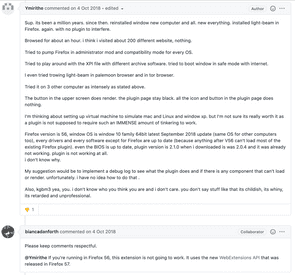 Ymirithe commented on 4 Oct 2018 • edited
Author
Sup. its been a million years. since then. reinstalled window new computer and all. new everything. installed light-beam in
Firefox. again. with no plugin to interfere.
Browsed for about an hour. I think i visited about 200 different website, nothing.
Tried to pump Firefox in administrator mod and compatibility mode for every OS.
Tried to play around with the XPI file with different archive software. tried to boot window in safe mode with internet.
I even tried trowing light-beam in palemoon browser and in tor browser.
Tried it on 3 other computer as intensely as stated above.
The button in the upper screen does render. the plugin page stay black. all the icon and button in the plugin page does
nothing.
I'm thinking about setting up virtual machine to simulate mac and Linux and window xp. but I'm not sure its really worth it as
a plugin is not supposed to require such an IMMENSE amount of tinkering to work.
Firefox version is 56, window OS is window 10 family 64bit latest September 2018 update (same OS for other computers
too), every drivers and every software except for Firefox are up to date (because anything after V56 can't load most of the
existing Firefox plugin). even the BIOS is up to date, plugin version is 2.1.0 when i downloaded is was 2.0.4 and it was already
not working. plugin is not working at all.
i don't know why.
My suggestion would be to implement a debug log to see what the plugin does and if there is any component that can't load
or render. unfortunately i have no idea how to do that .
Also, kgbm3 yea, you. i don't know who you think you are and i don't care. you don't say stuff like that its childish, its whiny,
its retarded and unprofessional.
1
biancadanforth commented on 4 Oct 2018
Collaborator
Please keep comments respectful.
@Ymirithe If you're running in Firefox 56, this extension is not going to work. It uses the new WebExtensions API that was
released in Firefox 57.